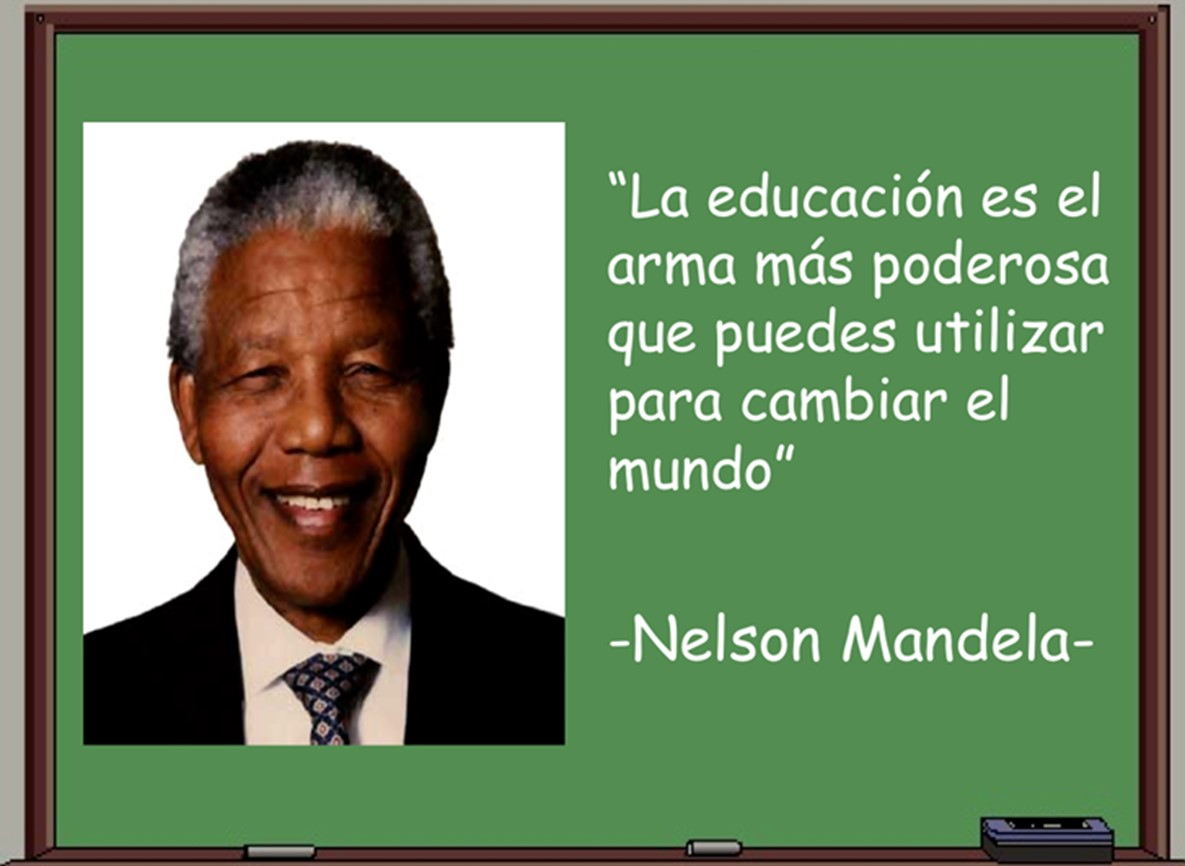 “La educación es el
arma más poderosa
que puedes utilizar
para cambiar el
mundo”
-Nelson Mandela-